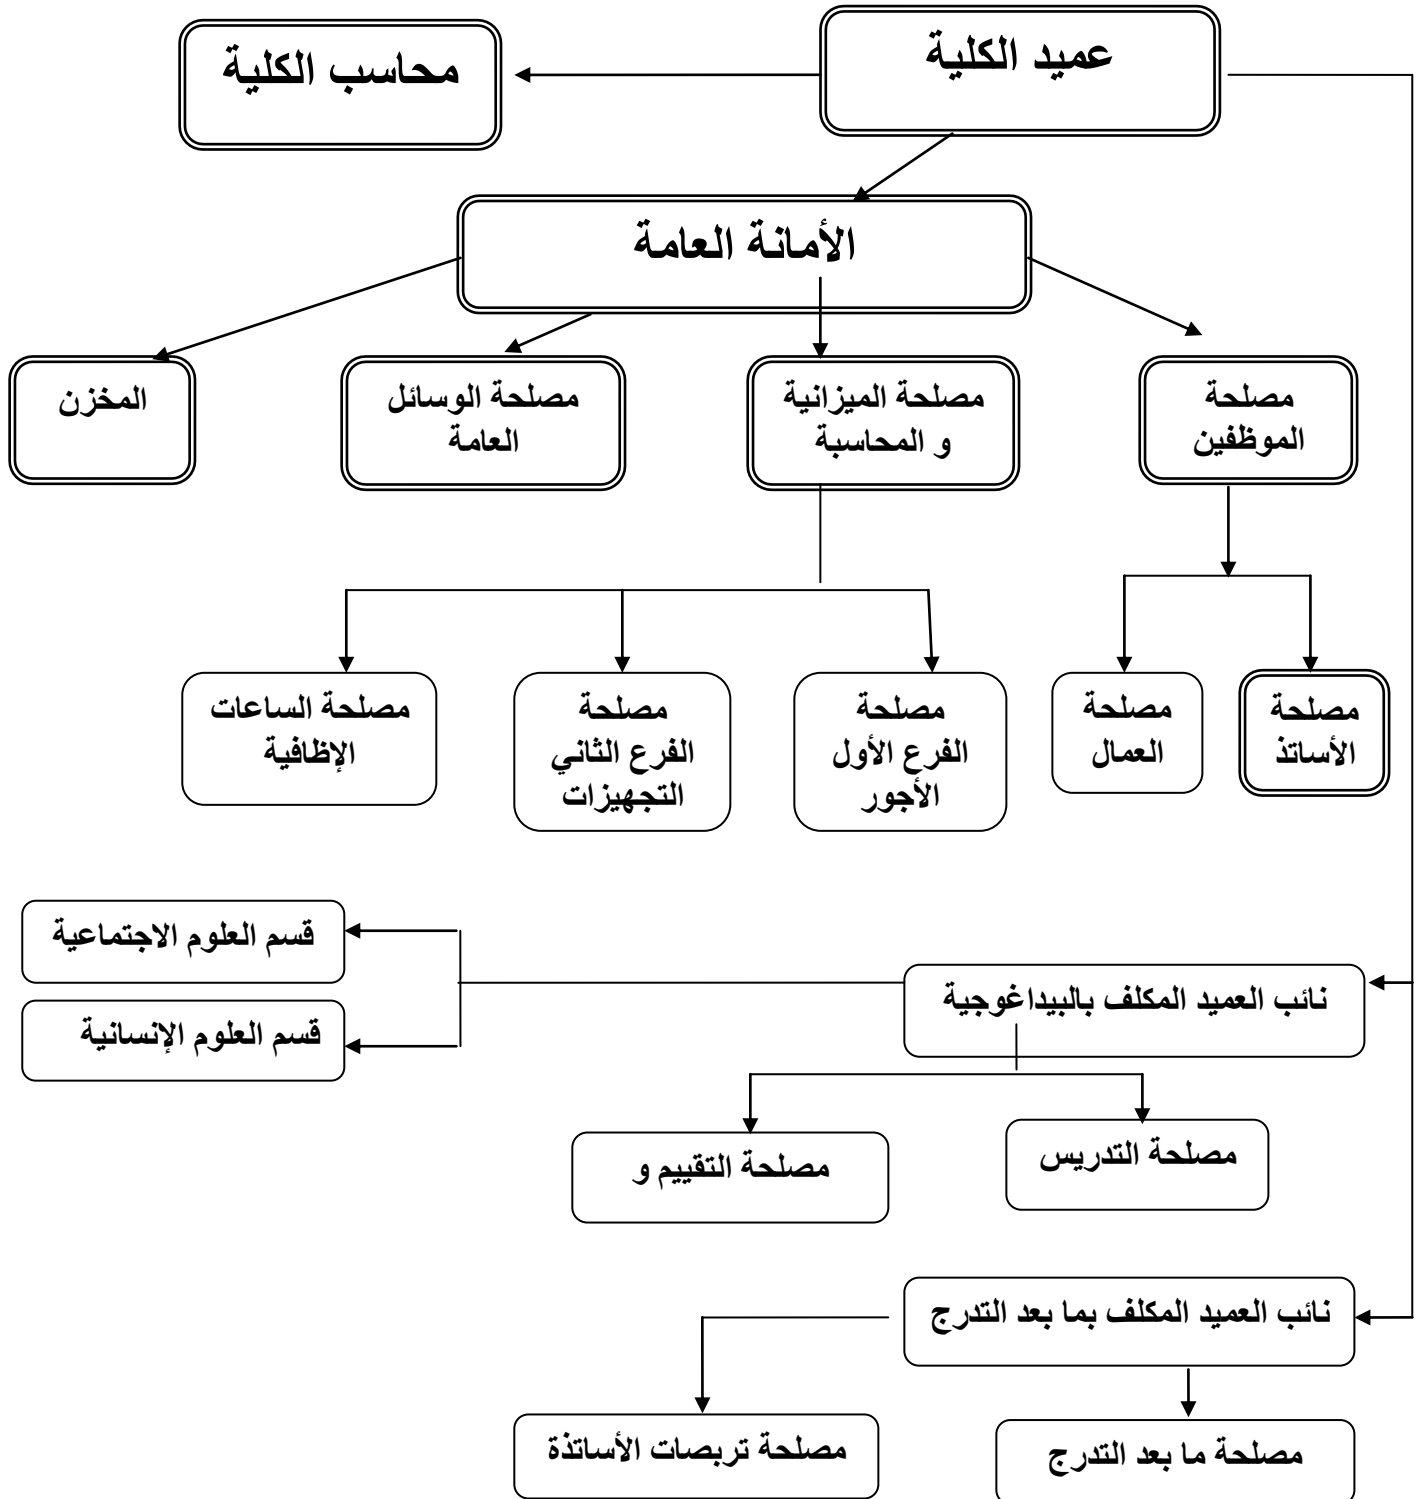 عميد الكلية
محاسب الكلية
الأمانة العامة
مصلحة
الموظفين
مصلحة الميزانية
و المحاسبة
مصلحة الوسائل
العامة
المخزن
مصلحة
الأساتذ
مصلحة
العمال
مصلحة
الفرع الأول
الأجور
مصلحة
الفرع الثاني
التجهيزات
مصلحة الساعات
الإظافية
قسم العلوم الاجتماعية
نائب العميد المكلف بالبيداغوجية
قسم العلوم الإنسانية
مصلحة التدريس
مصلحة التقييم و
نائب العميد المكلف بما بعد التدرج
مصلحة ما بعد التدرج
مصلحة تربصات الأساتذة